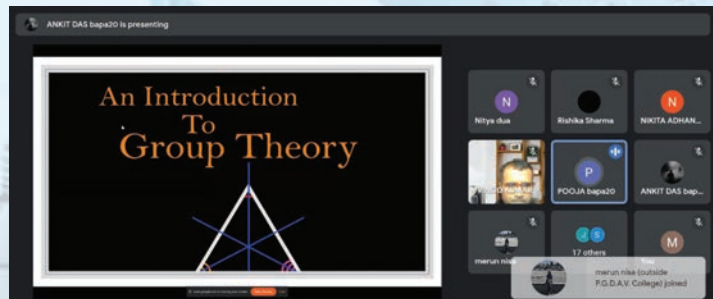 ANKIT DAS bapa20 is presenting
An Introduction
To
Group Theory
N
Nitya dua
Rishika Sharma
N
NIKITA ADHAN...
P
POOJA bapa20
ANKIT DAS bap...
merun nisa
S
17 others
M
You
merun nisa (outside
P.G.D.A.V. College) joined